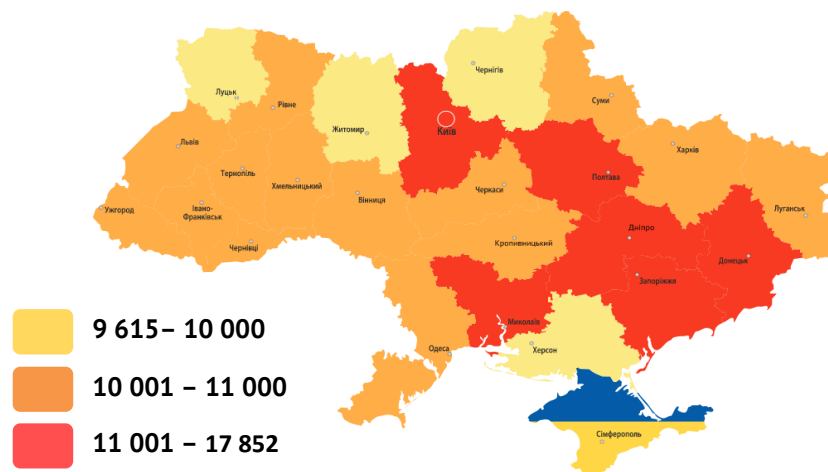 Чернігів
Луцьк
Рівне
Суми
Київ
Житомир
Львів
Харків
Тернопіль
Полтава
Хмельницький
Черкаси
Вінниця
Ужгород
Івано-
Франківськ
Луганськ
Дніпро
Чернівці
Кропивницький
Донецьк
Запоріжжя
Миколаїв
Одеса
Херсон
Сімферополь
9 615– 10 000
10 001 – 11 000
11 001 – 17 852